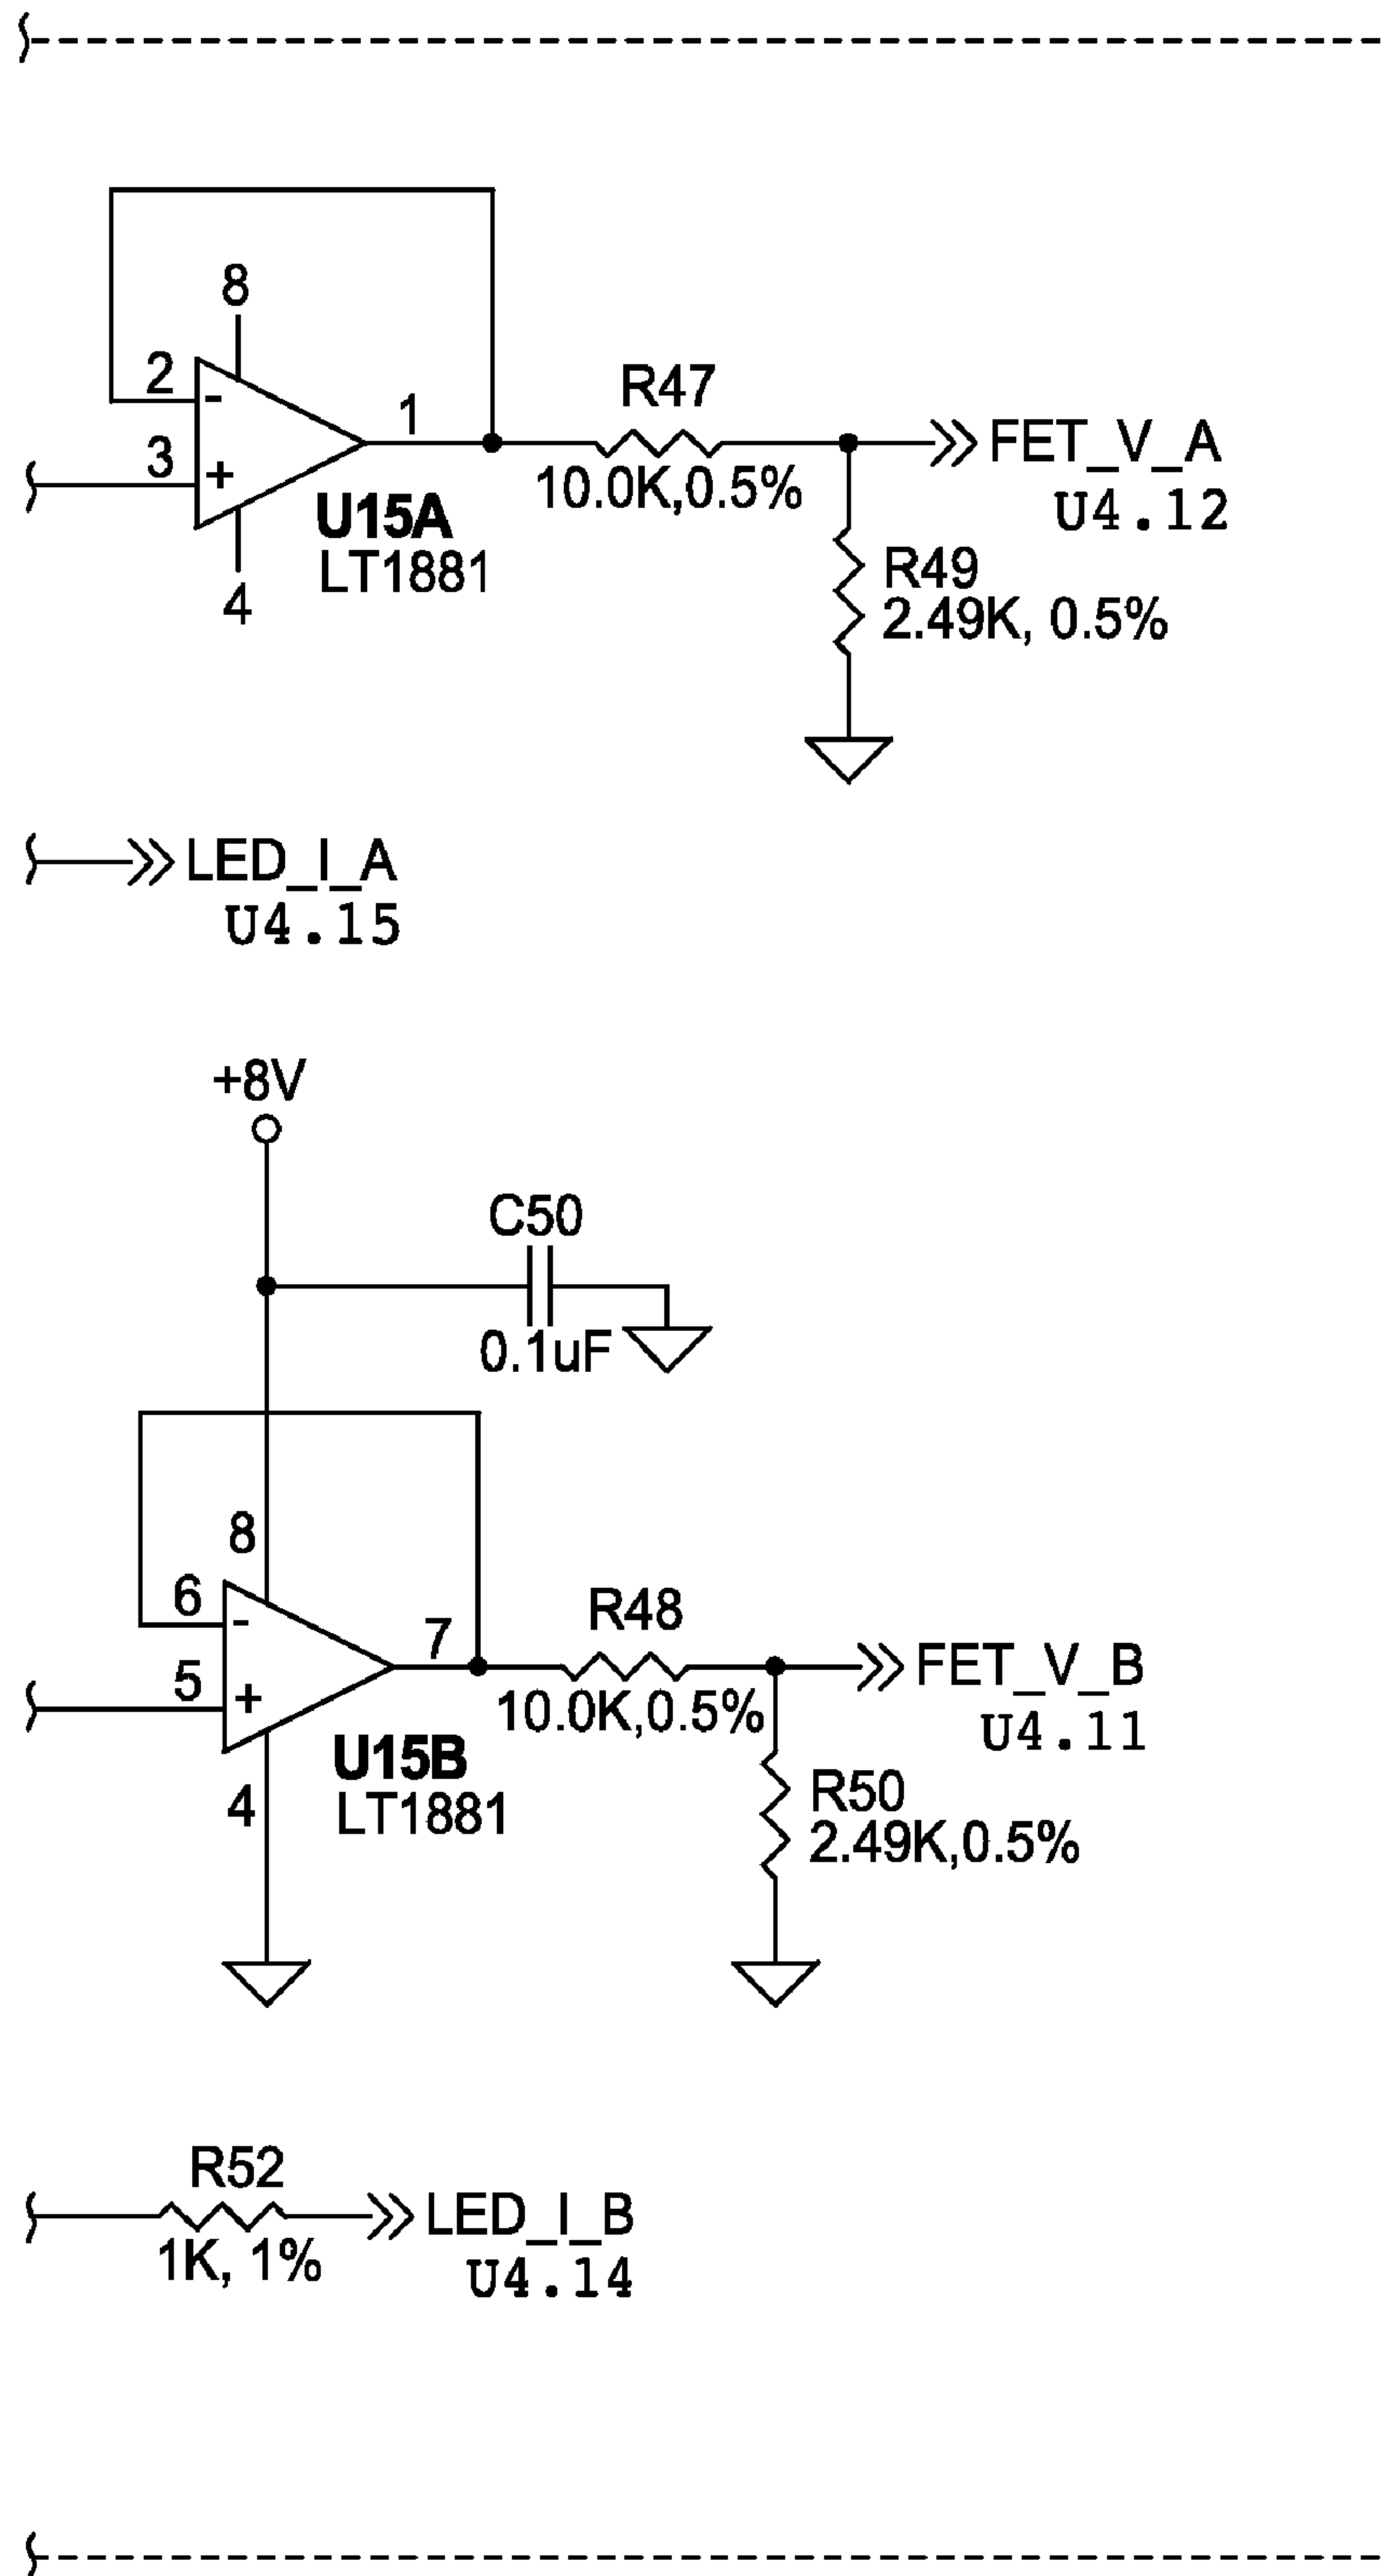 8
2
-
3
+
1
U15A
LT1881
4
R47
10.0K,0.5%
FET_V_A
U4.12
R49
2.49K, 0.5%
LED_I_A
U4.15
+8V
C50
0.1uF
8
6
-
5
+
7
U15B
LT1881
4
R48
10.0K,0.5%
FET_V_B
U4.11
R50
2.49K,0.5%
R52
1K, 1%
LED_I_B
U4.14